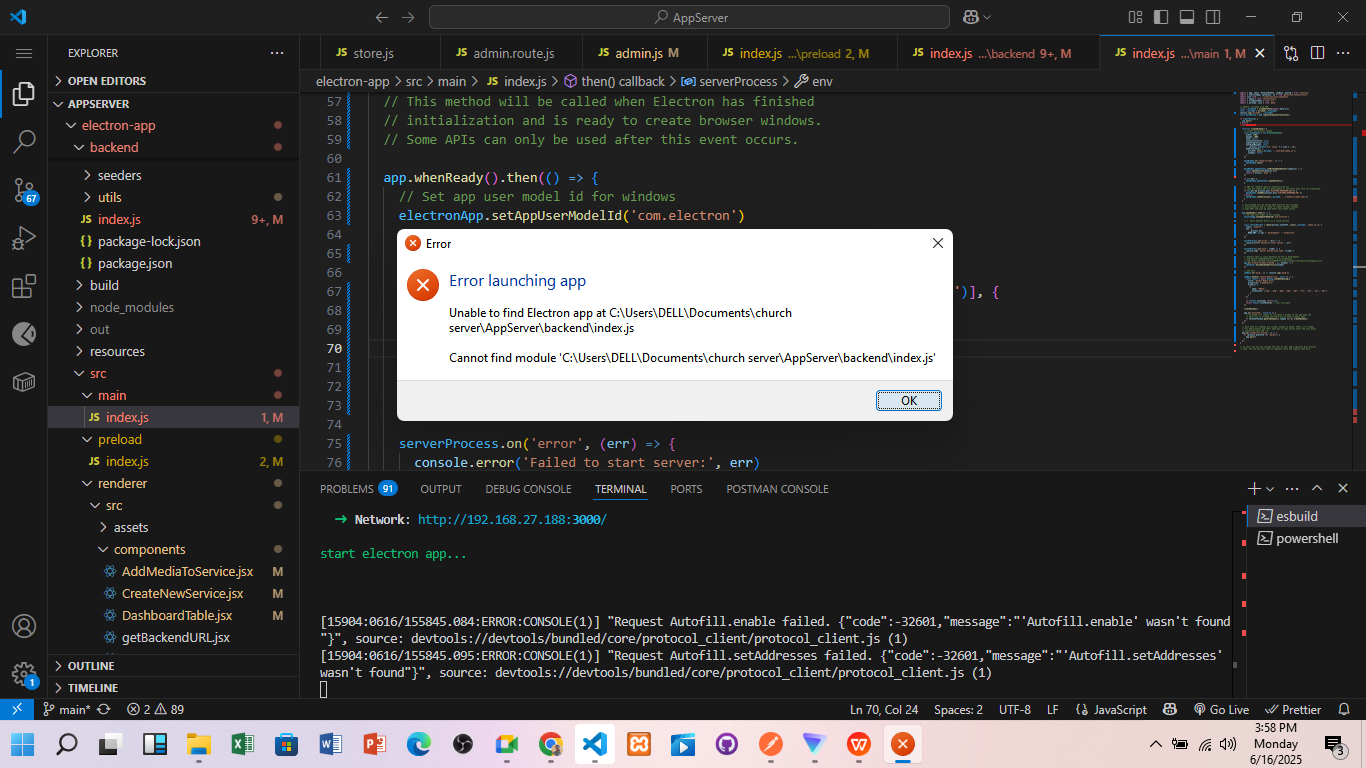 AppServer
EXPLORER
OPEN EDITORS
APPSERVER
electron-app
backend
seeders
utils
JS index.js 9+, M
{} package-lock.json
{} package.json
build
node_modules
out
resources
src
main
JS index.js 1, M
preload
JS index.js 2, M
renderer
src
assets
components
AddMediaToService.jsx M
CreateNewService.jsx M
DashboardTable.jsx M
getBackendURL.jsx
OUTLINE
TIMELINE
67
1
JS store.js
JS admin.route.js
JS admin.js M
JS index.js ...\preload 2, M
JS index.js ...\backend 9+, M
JS index.js ...\main 1, M
electron-app > src > main > JS index.js > then() callback > serverProcess > env
57 // This method will be called when Electron has finished
58 // initialization and is ready to create browser windows.
59 // Some APIs can only be used after this event occurs.
60
61 app.whenReady().then(() => {
62 // Set app user model id for windows
63 electronApp.setAppUserModelId('com.electron')
64
65
66
67 ')], {
68
69
70
71
72
73
74
75 serverProcess.on('error', (err) => {
76 console.error('Failed to start server:', err)
Error
Error launching app
Unable to find Electron app at C:\Users\DELL\Documents\church
server\AppServer\backend\index.js
Cannot find module 'C:\Users\DELL\Documents\church server\AppServer\backend\index.js'
OK
PROBLEMS 91 OUTPUT DEBUG CONSOLE TERMINAL PORTS POSTMAN CONSOLE
➜ Network: http://192.168.27.188:3000/
start electron app...
[15904:0616/155845.084:ERROR:CONSOLE(1)] "Request Autofill.enable failed. {"code":-32601,"message":"'Autofill.enable' wasn't found
"}", source: devtools://devtools/bundled/core/protocol_client/protocol_client.js (1)
[15904:0616/155845.095:ERROR:CONSOLE(1)] "Request Autofill.setAddresses failed. {"code":-32601,"message":"'Autofill.setAddresses'
wasn't found"}", source: devtools://devtools/bundled/core/protocol_client/protocol_client.js (1)
esbuild
powershell
main* 2 89 Ln 70, Col 24 Spaces: 2 UTF-8 LF {} JavaScript Go Live Prettier
3:58 PM
Monday
6/16/2025
3